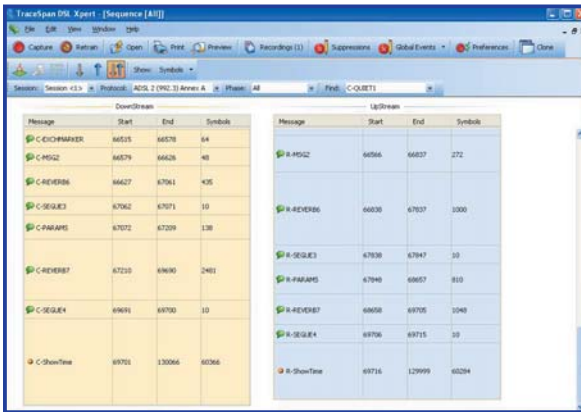 TraceSpan DSL Xpert - [Sequence [All]]
File Edit View Window Help
Capture Retrain Open Print Preview Recordings (1) Suppressions Global Events Preferences Clone
Show: Symbols
Session: Session <1> Protocol: ADSL 2 (992.3) Annex A Phase: All Find: C-QUIET1
DownStream
Message Start End Symbols
C-EXCHMARKER 66515 66578 64
C-MSG2 66579 66626 48
C-REVERB6 66627 67061 435
C-SEGUE3 67062 67071 10
C-PARAMS 67072 67209 138
C-REVERB7 67210 69690 2481
C-SEGUE4 69691 69700 10
C-ShowTime 69701 130066 60366
UpStream
Message Start End Symbols
R-MSG2 66566 66837 272
R-REVERB6 66838 67837 1000
R-SEGUE3 67838 67847 10
R-PARAMS 67848 68657 810
R-REVERB7 68658 69705 1048
R-SEGUE4 69706 69715 10
R-ShowTime 69716 129999 60284